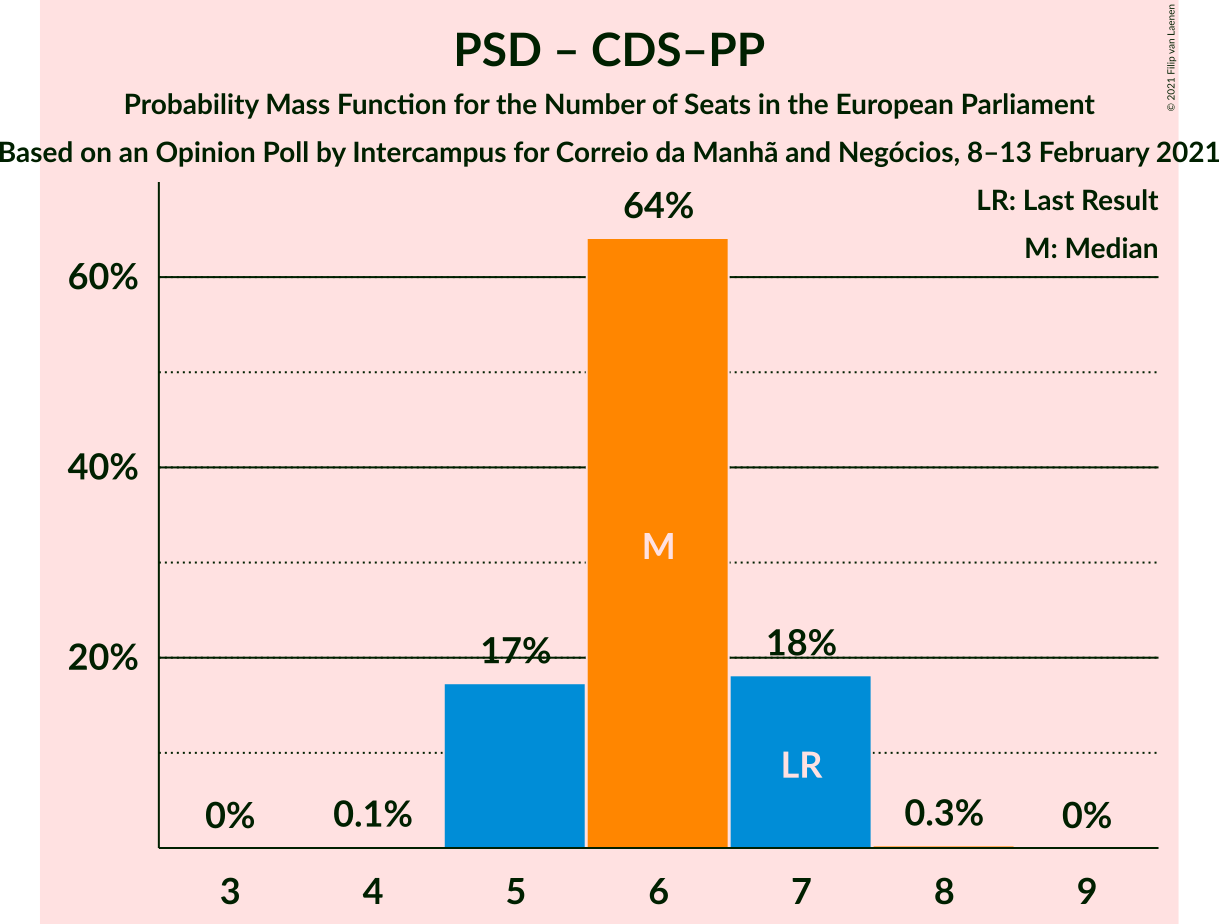 PSD – CDS–PP
Probability Mass Function for the Number of Seats in the European Parliament
Based on an Opinion Poll by Intercampus for Correio da Manhã and Negócios, 8–13 February 2021
© 2021 Filip van Laenen
LR: Last Result
M: Median
64%
60%
40%
M
20%
17%
18%
LR
0%
0.1%
0.3%
0%
3
4
5
6
7
8
9